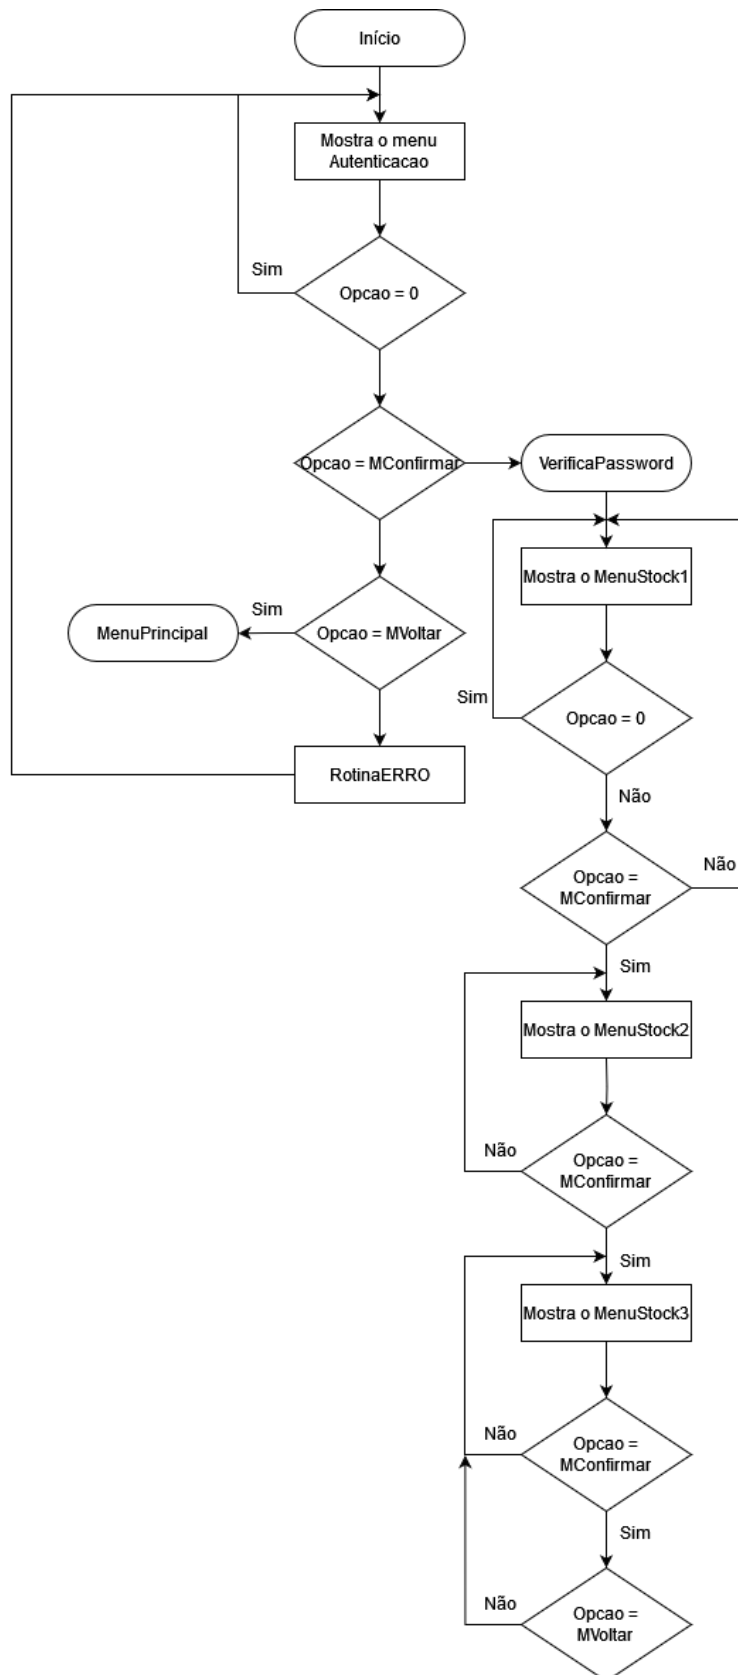 Início
Mostra o menu
Autenticacao
Sim
Opcao = 0
Opcao = MConfirmar
VerificaPassword
Mostra o MenuStock1
Sim
MenuPrincipal
Opcao = MVoltar
Sim
Opcao = 0
RotinaERRO
Não
Opcao =
MConfirmar
Não
Sim
Mostra o MenuStock2
Não
Opcao =
MConfirmar
Sim
Mostra o MenuStock3
Não
Opcao =
MConfirmar
Sim
Não
Opcao =
MVoltar